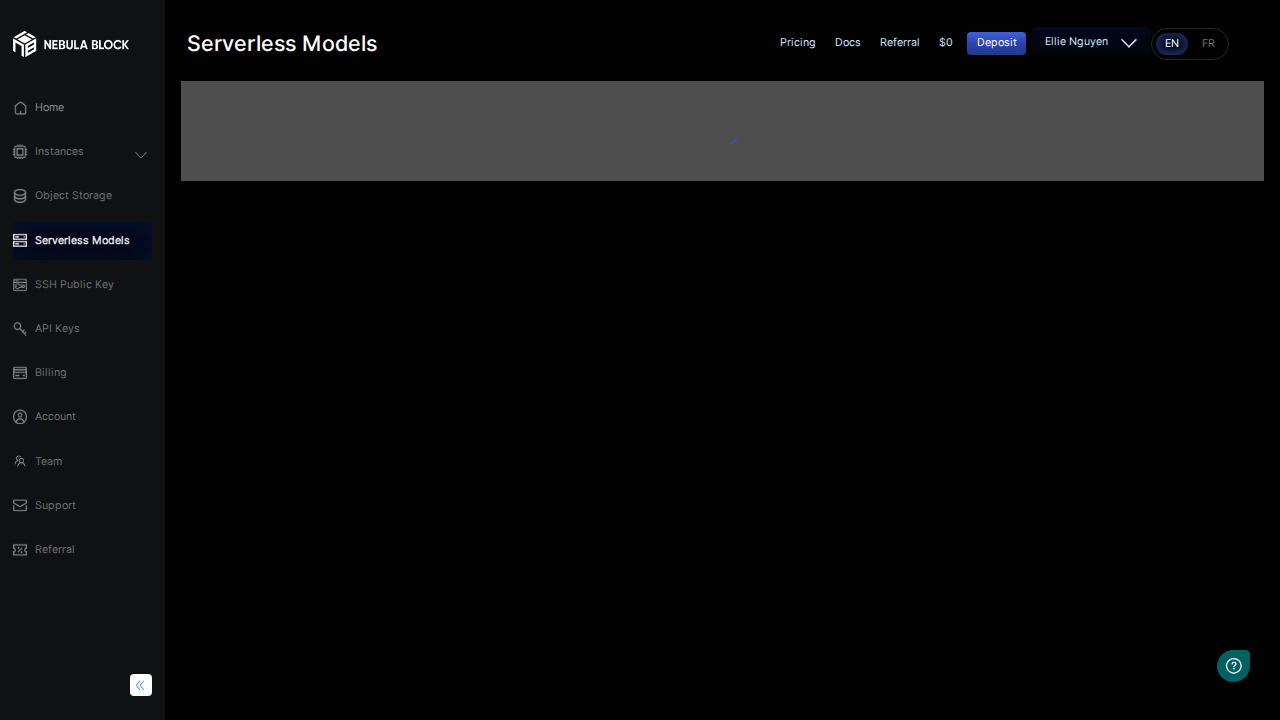 NEBULA BLOCK
Serverless Models
Pricing
Docs
Referral
$0
Deposit
Ellie Nguyen
EN
FR
Home
Instances
Object Storage
Serverless Models
SSH Public Key
API Keys
Billing
Account
Team
Support
Referral